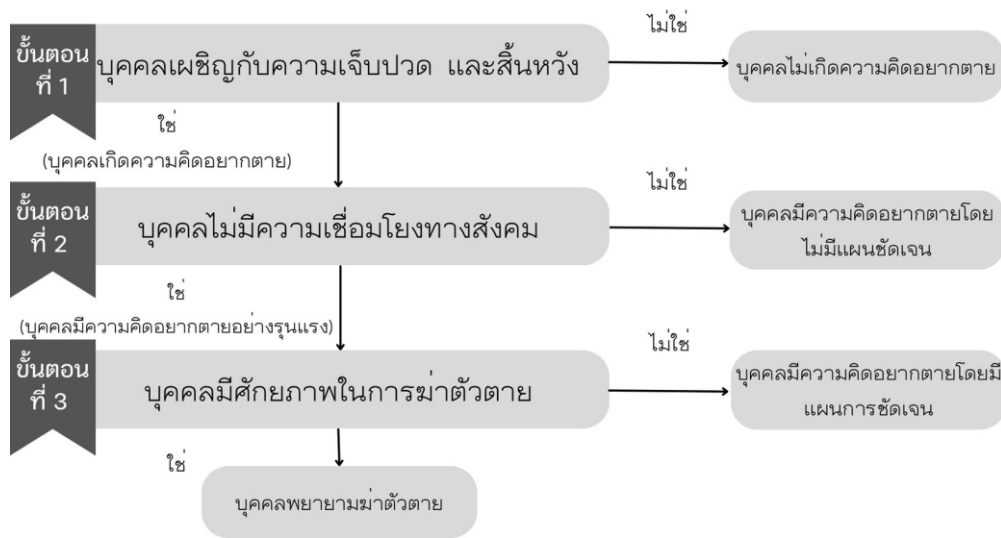 ขั้นตอน
ที่ 1
บุคคลเผชิญกับความเจ็บปวด และสิ้นหวัง
ไม่ใช่
บุคคลไม่เกิดความคิดอยากตาย
ใช่
(บุคคลเกิดความคิดอยากตาย)
ขั้นตอน
ที่ 2
บุคคลไม่มีความเชื่อมโยงทางสังคม
ไม่ใช่
บุคคลมีความคิดอยากตายโดย
ไม่มีแผนชัดเจน
ใช่
(บุคคลมีความคิดอยากตายอย่างรุนแรง)
ขั้นตอน
ที่ 3
บุคคลมีศักยภาพในการฆ่าตัวตาย
ไม่ใช่
บุคคลมีความคิดอยากตายโดยมี
แผนการชัดเจน
ใช่
บุคคลพยายามฆ่าตัวตาย